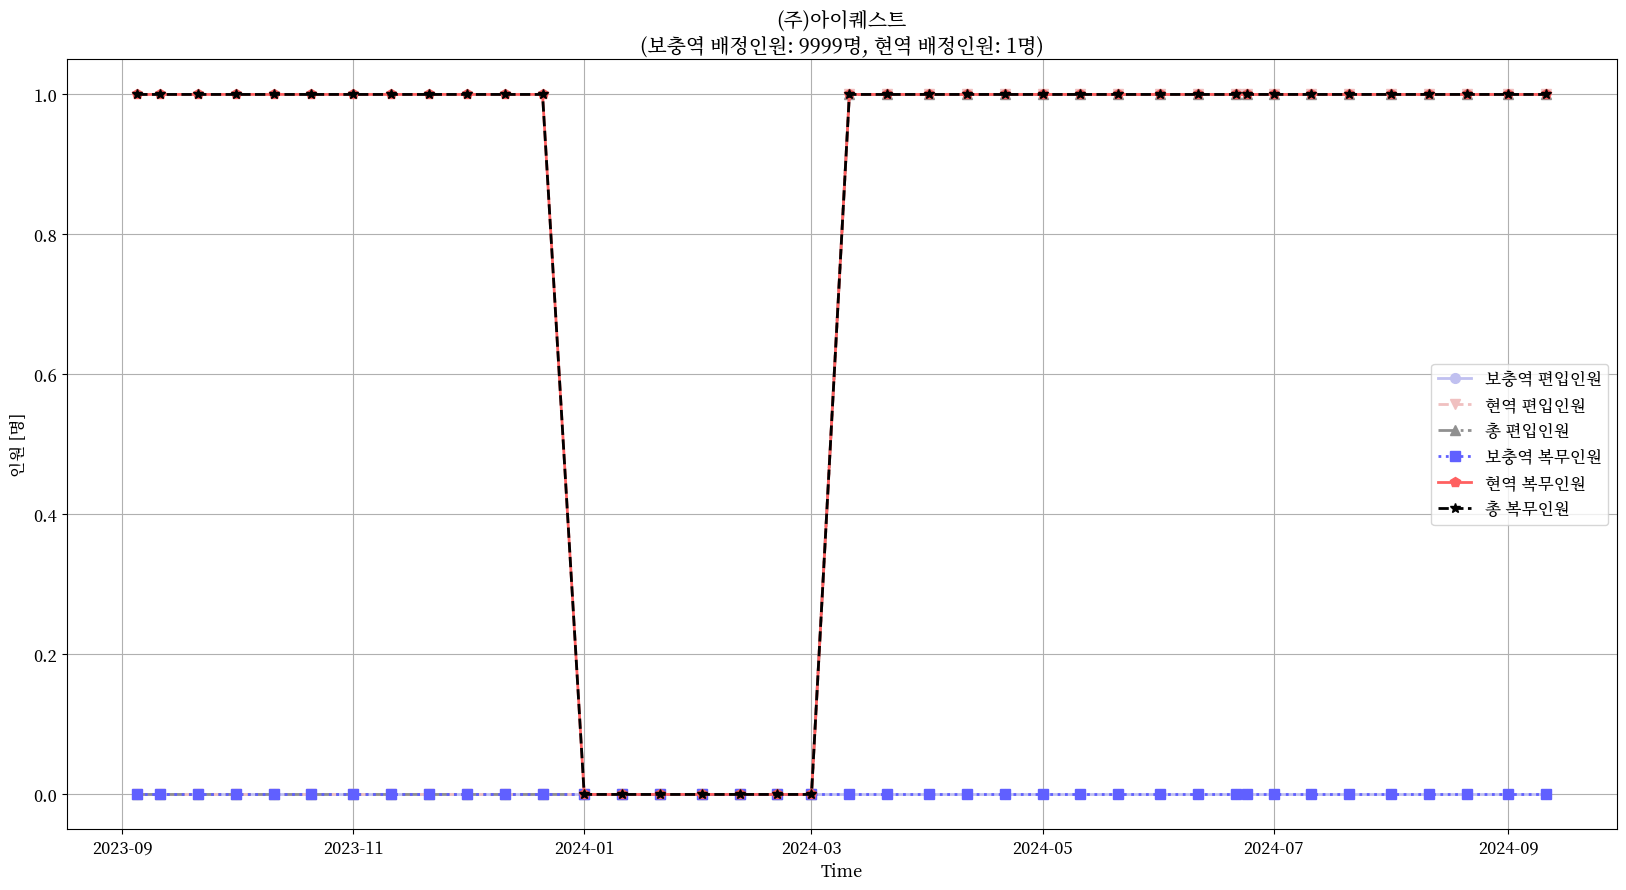 (주)아이퀘스트
(보충역 배정인원: 9999명, 현역 배정인원: 1명)
인원 [명]
1.0
0.8
0.6
0.4
0.2
0.0
보충역 편입인원
현역 편입인원
총 편입인원
보충역 복무인원
현역 복무인원
총 복무인원
2023-09
2023-11
2024-01
2024-03
2024-05
2024-07
2024-09
Time